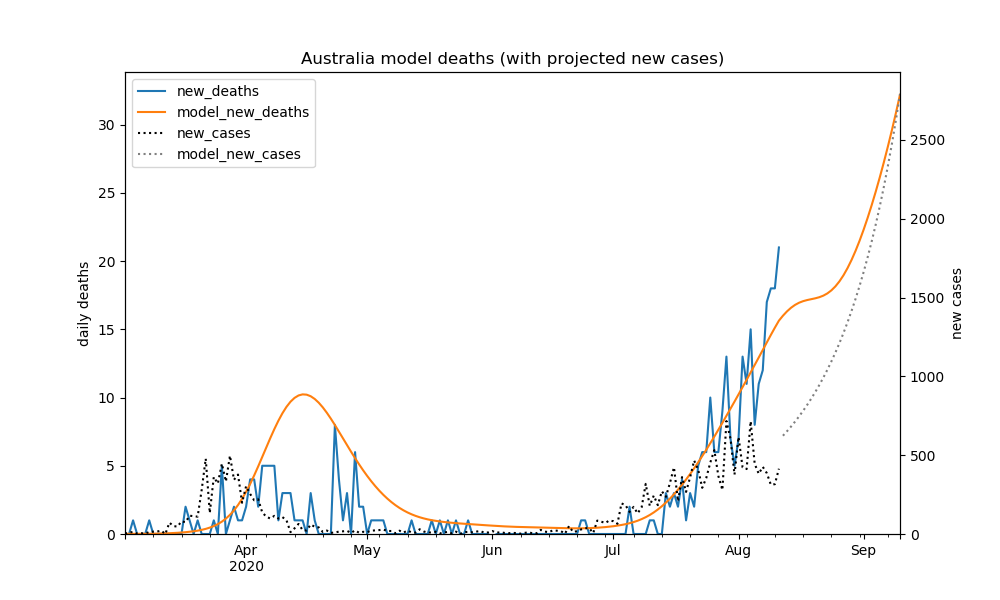 Australia model deaths (with projected new cases)
new_deaths
model_new_deaths
new_cases
model_new_cases
daily deaths
30
25
20
15
10
5
0
new cases
2500
2000
1500
1000
500
0
Apr
2020
May
Jun
Jul
Aug
Sep